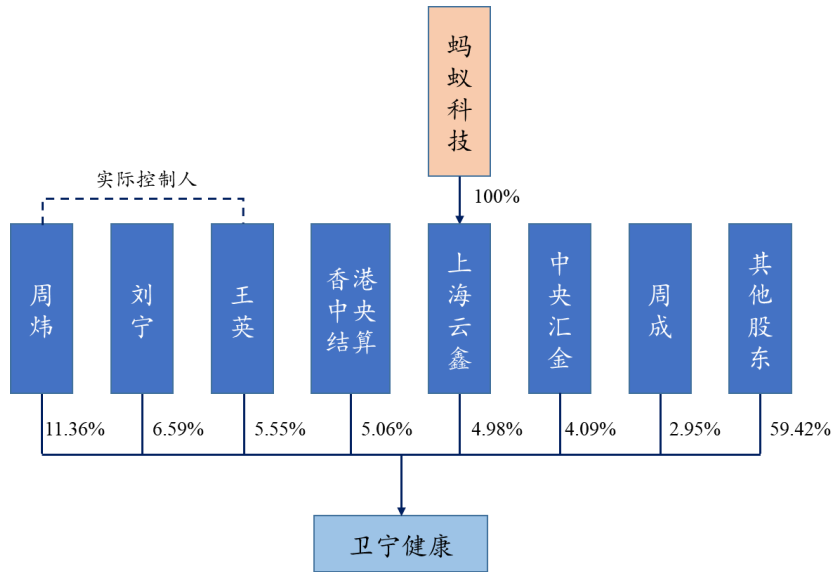 蚂蚁科技
实际控制人
100%
周炜
刘宁
王英
香港
中央
结算
上海云鑫
中央汇金
周成
其他股东
11.36%
6.59%
5.55%
5.06%
4.98%
4.09%
2.95%
59.42%
卫宁健康